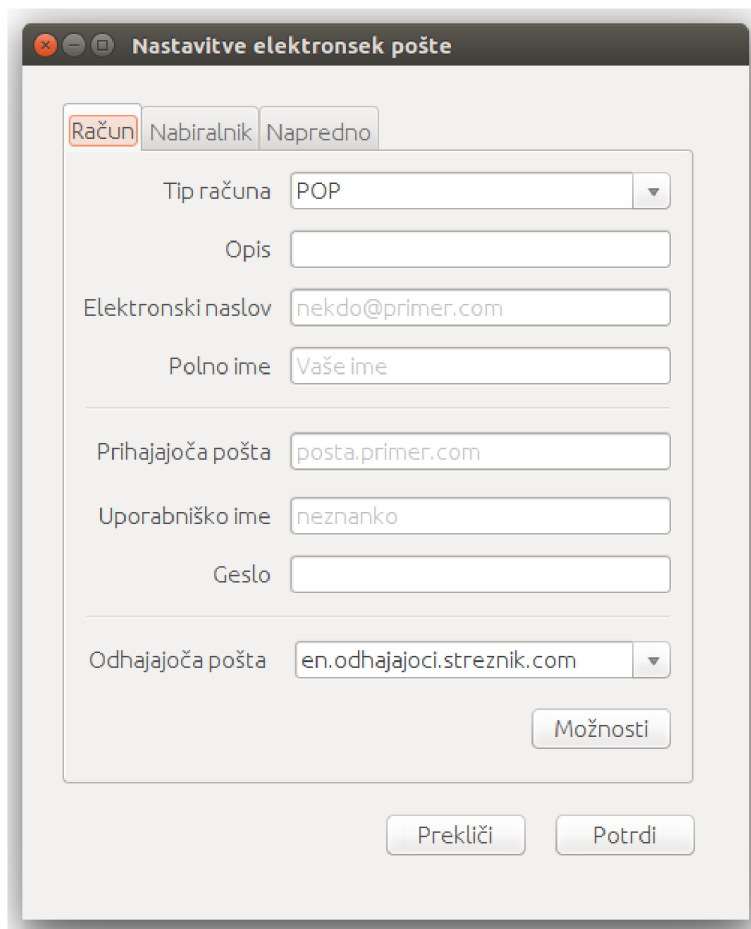 Nastavitve elektronsek pošte
Račun Nabiralnik Napredno
Tip računa POP
Opis
Elektronski naslov nekdo@primer.com
Polno ime Vaše ime
Prihajajoča pošta posta.primer.com
Uporabniško ime neznanko
Geslo
Odhajajoča pošta en.odhajajoci.streznik.com
Možnosti
Prekliči Potrdi